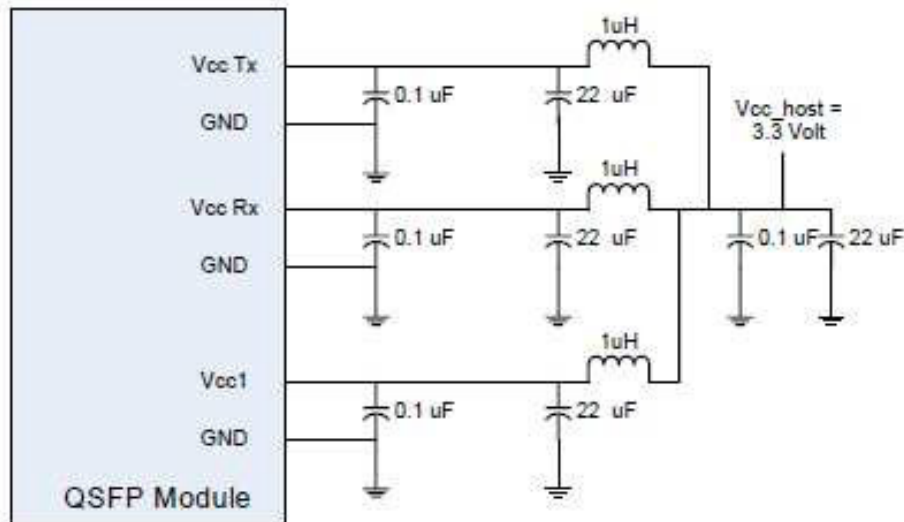 1uH
Vcc Tx
0.1 uF
22 uF
Vcc_host =
3.3 Volt
GND
1uH
Vcc Rx
0.1 uF
22 uF
0.1 uF
22 uF
GND
1uH
Vcc1
0.1 uF
22 uF
GND
QSFP Module